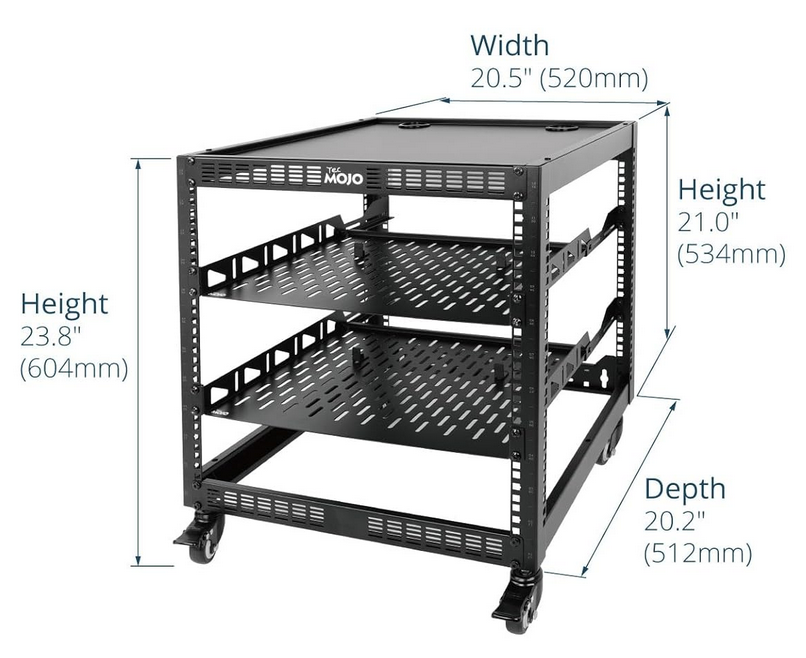 Width
20.5" (520mm)
Tec
MOJO
Height
21.0"
(534mm)
Height
23.8"
(604mm)
Depth
20.2"
(512mm)